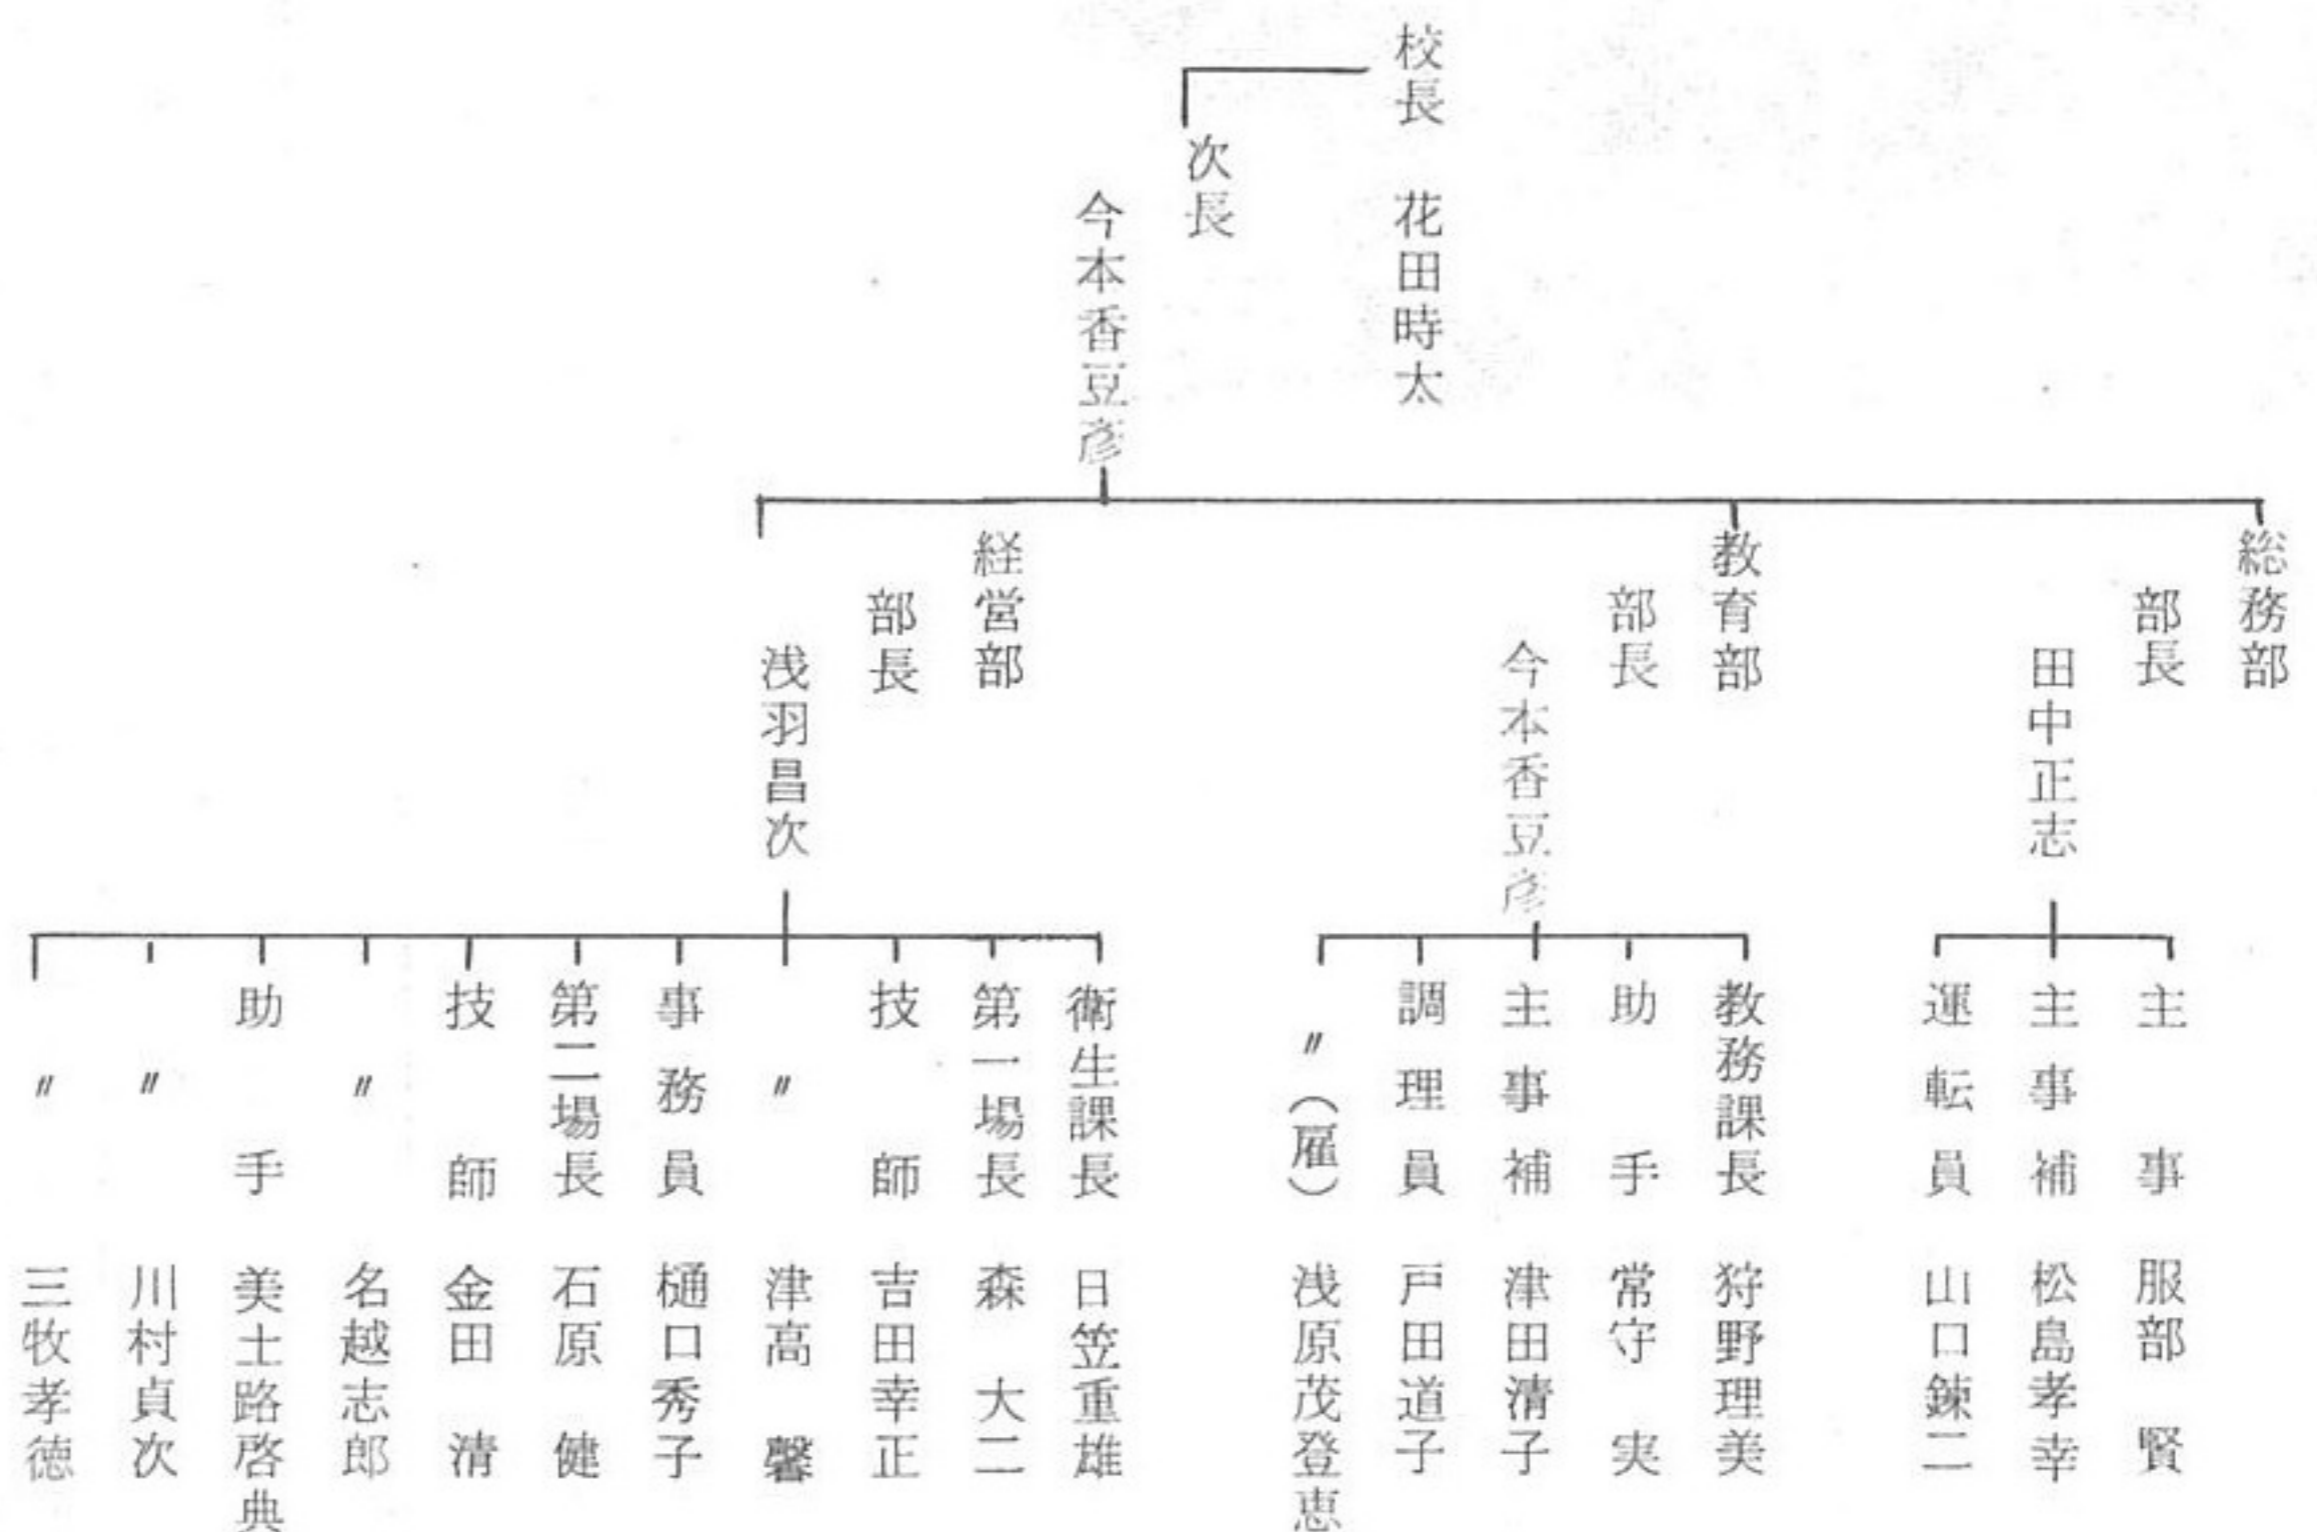 校長　花田時太
次長
今本香豆彦
総務部
部長
田中正志
主事　服部　賢
主事補　松島孝幸
運転員　山口錬二
教育部
部長
今本香豆彦
教務課長　狩野理美
助手　常守　実
主事補　津田清子
調理員　戸田道子
〃（雇）　浅原茂登恵
経営部
部長
浅羽昌次
衛生課長　日笠重雄
第一場長　森　大二
技師　吉田幸正
〃　津高　馨
事務員　樋口秀子
第二場長　石原　健
技師　金田　清
〃　名越志郎
助手　美土路啓典
〃　川村貞次
〃　三牧孝徳